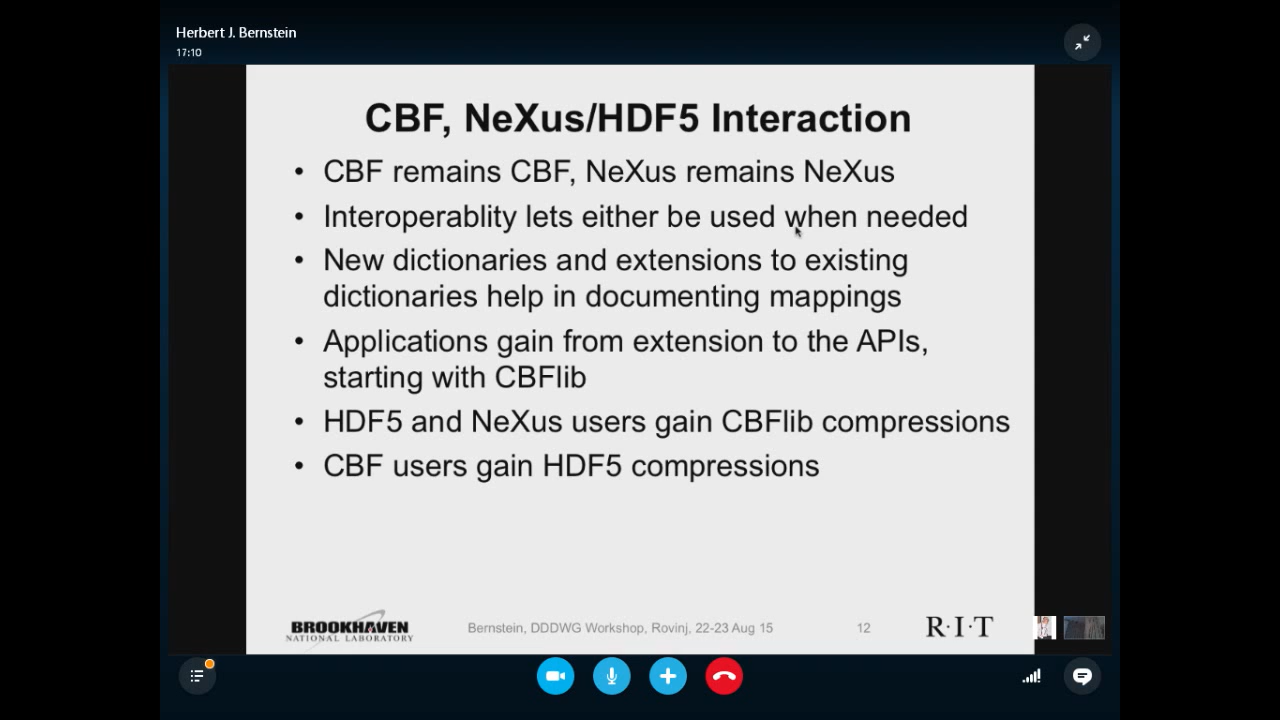 Herbert J. Bernstein
17:10
CBF, NeXus/HDF5 Interaction
• CBF remains CBF, NeXus remains NeXus
• Interoperablity lets either be used when needed
• New dictionaries and extensions to existing
dictionaries help in documenting mappings
• Applications gain from extension to the APIs,
starting with CBFlib
• HDF5 and NeXus users gain CBFlib compressions
• CBF users gain HDF5 compressions
BROOKHAVEN
NATIONAL LABORATORY
Bernstein, DDDWG Workshop, Rovinj, 22-23 Aug 15
12
R·I·T